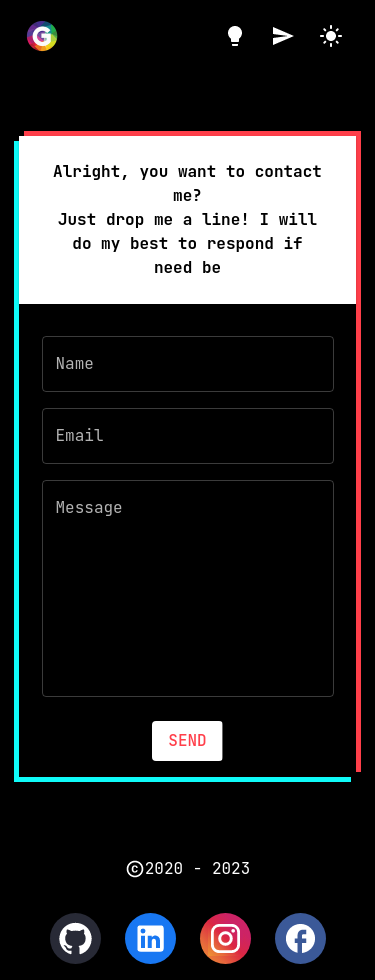 G
Alright, you want to contact
me?
Just drop me a line! I will
do my best to respond if
need be
Name
Email
Message
SEND
©2020 - 2023
in
f